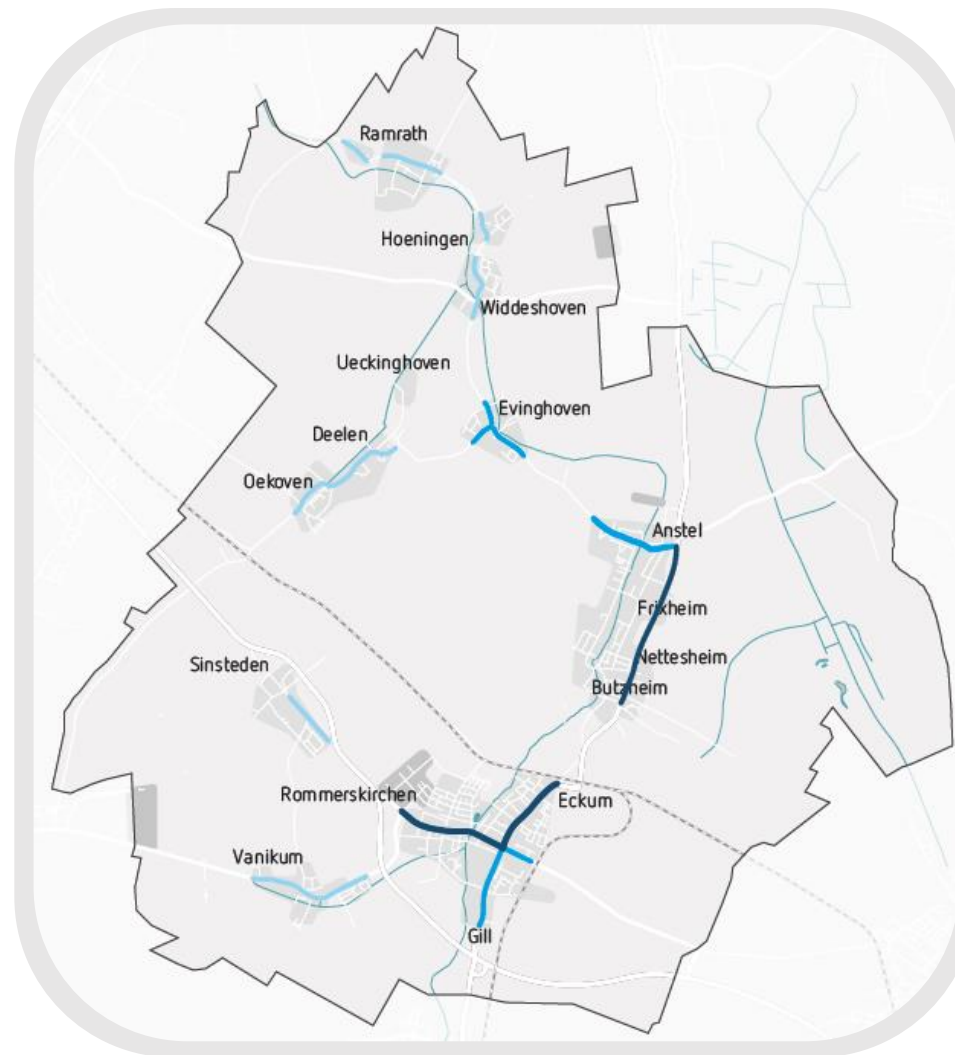 Ramrath
Hoeningen
Widdeshoven
Ueckinghoven
Evinghoven
Deelen
Oekoven
Anstel
Frixheim
Sinsteden
Nettesheim
Butzheim
Rommerskirchen
Eckum
Vanikum
Gill